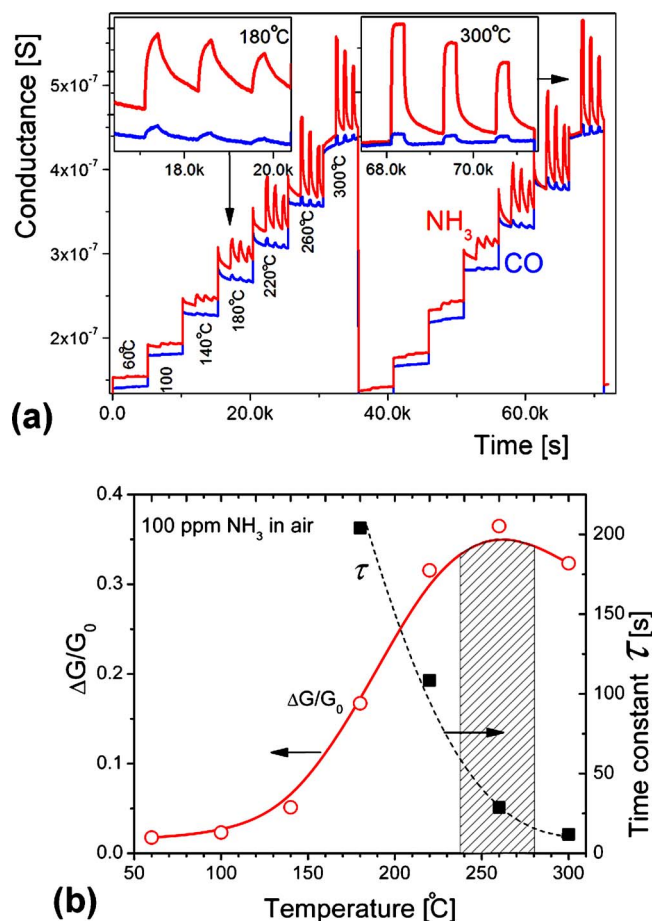 180°C
300°C
Conductance [S]
5x10⁻⁷
4x10⁻⁷
3x10⁻⁷
2x10⁻⁷
18.0k 20.0k
67.0k 70.0k
60°C
100
140°C
180°C
220°C
260°C
300°C
NH₃
CO
0.0 20.0k 40.0k 60.0k
(a)
Time [s]
100 ppm NH₃ in air
ΔG/G₀
0.4
0.3
0.2
0.1
0.0
τ
ΔG/G₀
200
150
100
50
0
Time constant τ [s]
50 100 150 200 250 300
(b)
Temperature [°C]